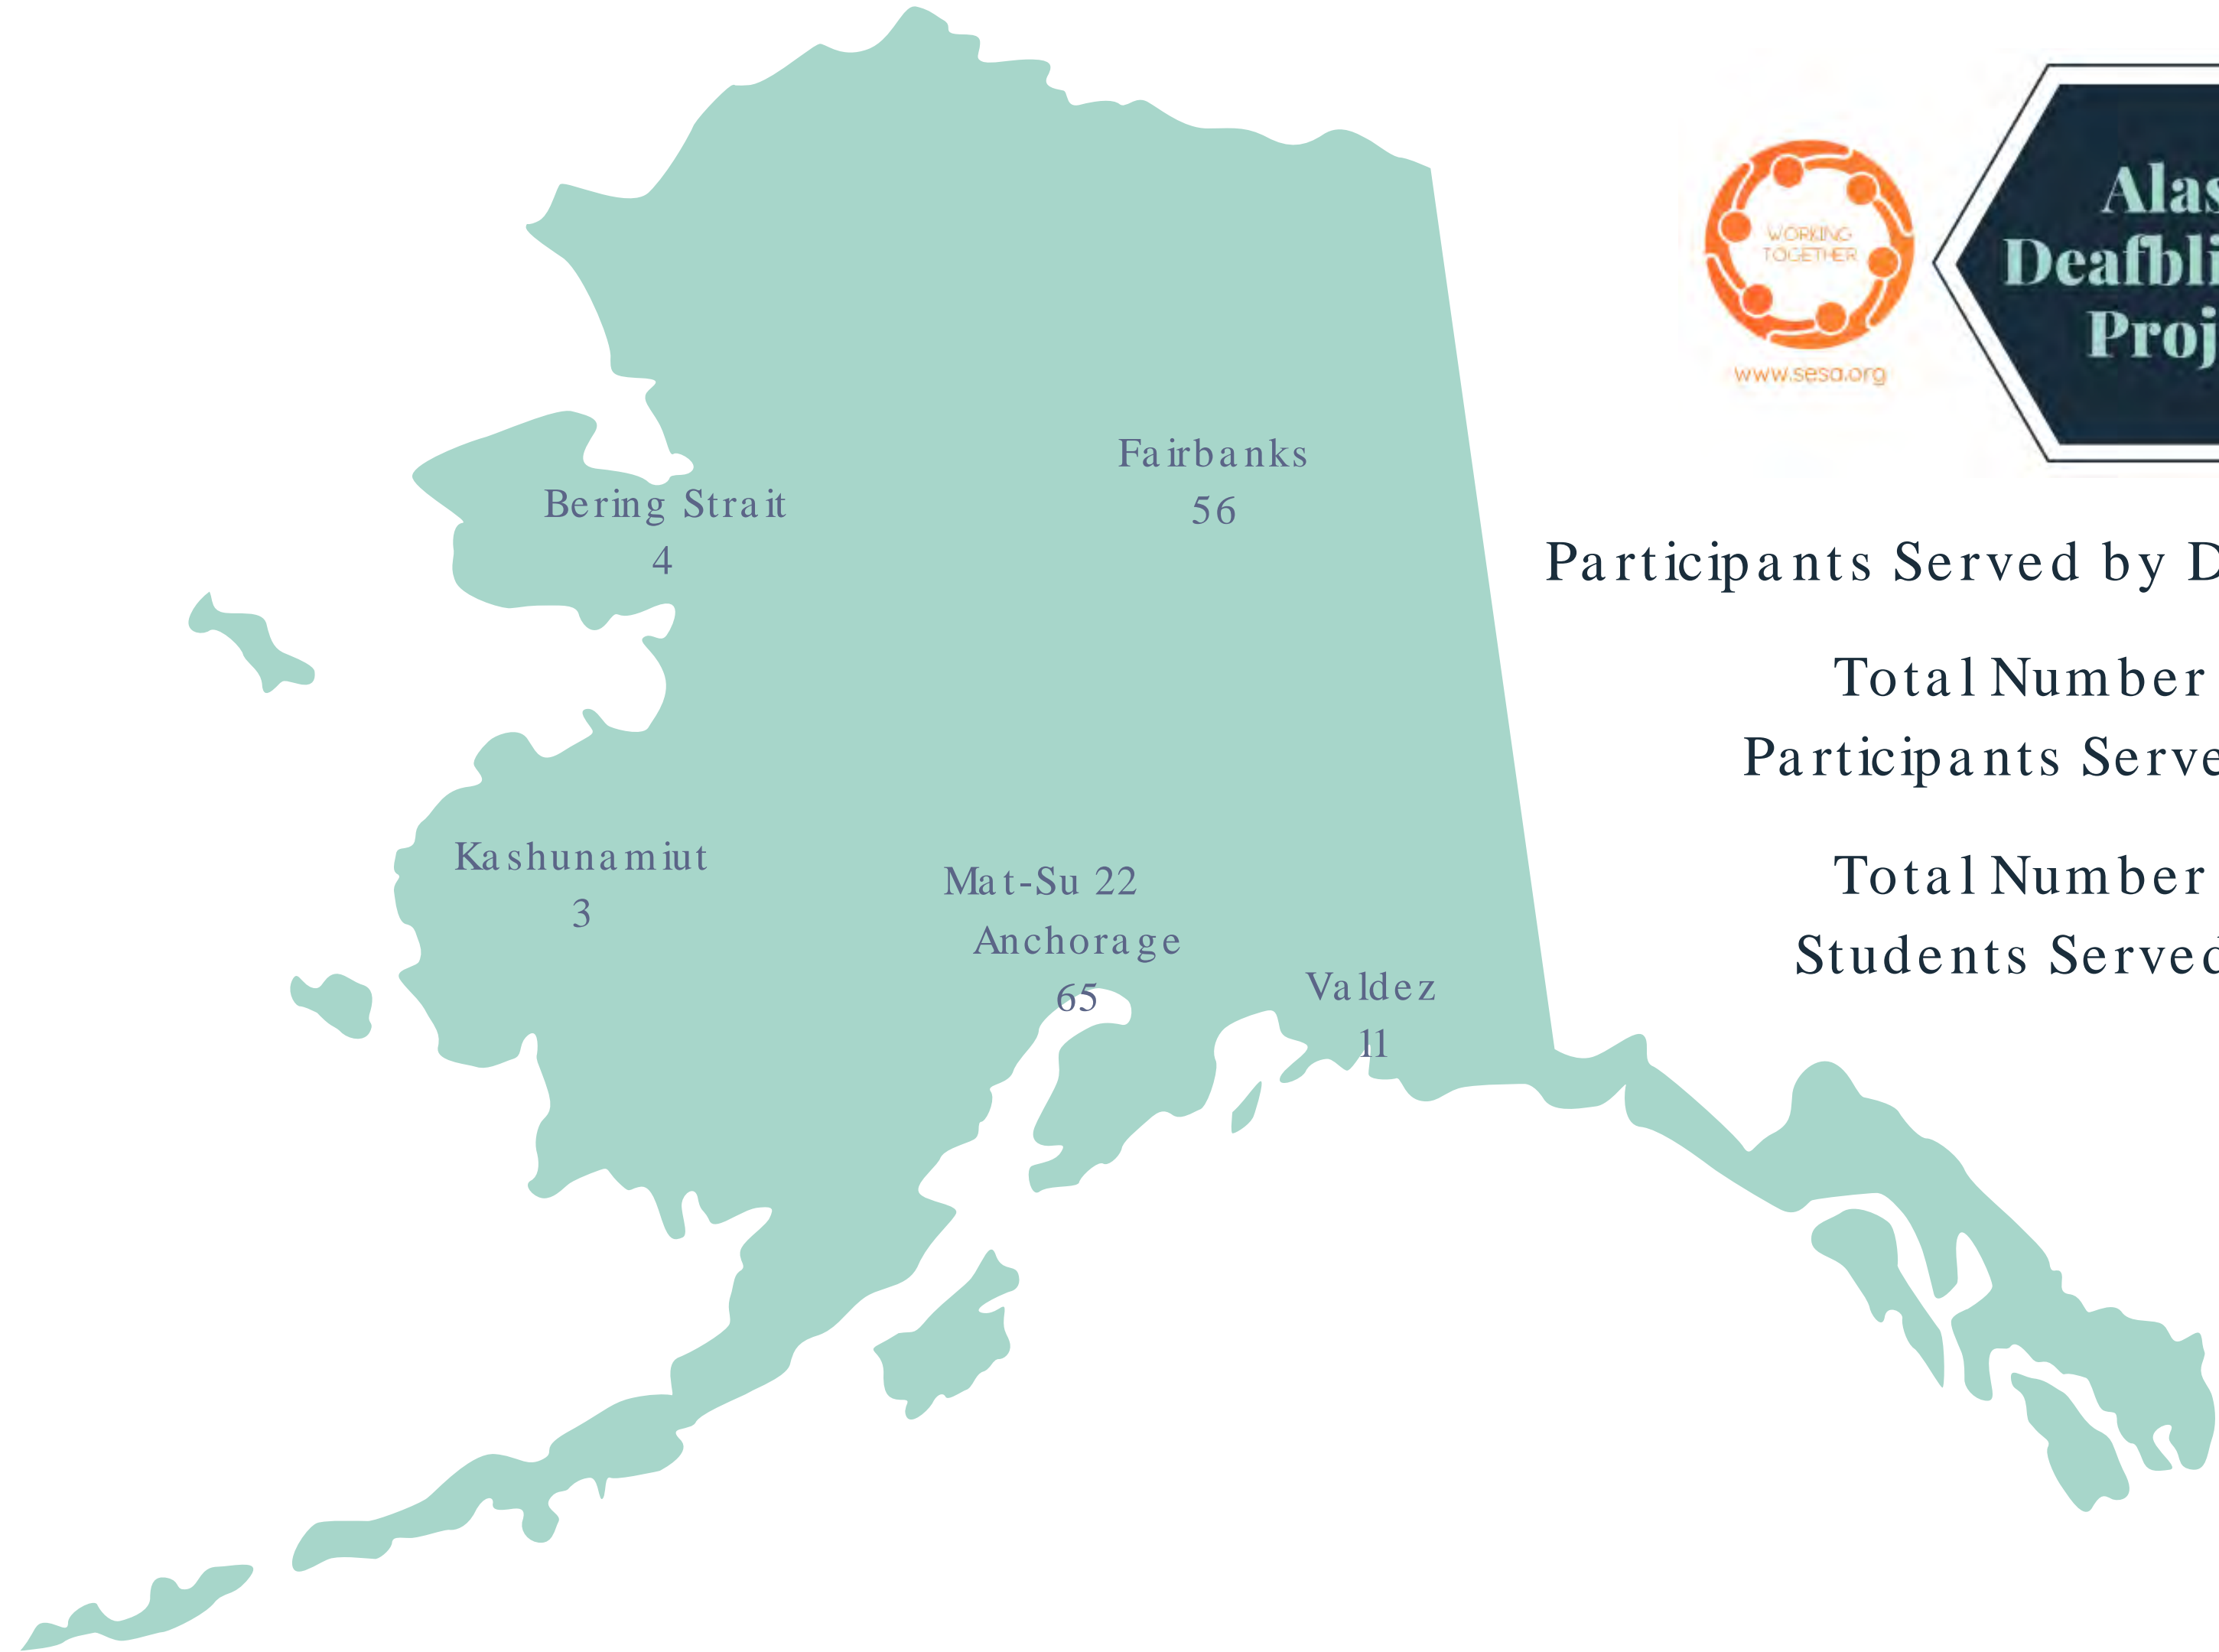 Fairbanks
56
Bering Strait
4
Kashunamiut
3
Mat-Su 22
Anchorage
65
Valdez
11
WORKING
TOGETHER
www.sesa.org
Alas
Deafbli
Proj
Participants Served by D
Total Number
Participants Serve
Total Number
Students Served